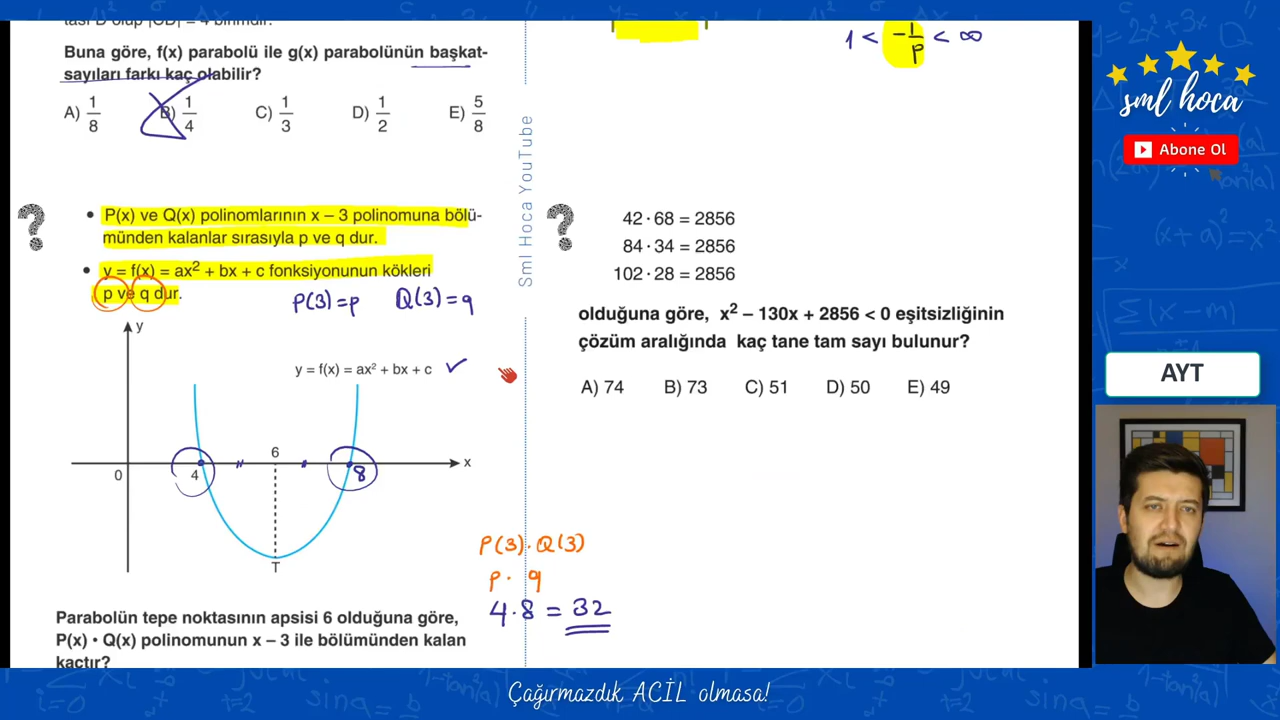 Buna göre, f(x) parabolü ile g(x) parabolünün başkat-
sayıları farkı kaç olabilir?
A) 1/8 B) 1/4 C) 1/3 D) 1/2 E) 5/8
• P(x) ve Q(x) polinomlarının x – 3 polinomuna bölü-
münden kalanlar sırasıyla p ve q dur.
• y = f(x) = ax² + bx + c fonksiyonunun kökleri
p ve q dur.
P(3)=p Q(3)=q
y
y = f(x) = ax² + bx + c
6
x
0
4
8
T
P(3).Q(3)
p. q
4.8 = 32
Parabolün tepe noktasının apsisi 6 olduğuna göre,
P(x) • Q(x) polinomunun x – 3 ile bölümünden kalan
kaçtır?
Sml Hoca YouTube
1 < -1/p < ∞
42 · 68 = 2856
84 · 34 = 2856
102 · 28 = 2856
olduğuna göre, x² – 130x + 2856 < 0 eşitsizliğinin
çözüm aralığında kaç tane tam sayı bulunur?
A) 74 B) 73 C) 51 D) 50 E) 49
sml hoca
Abone Ol
AYT
Çağırmazdık ACİL olmasa!